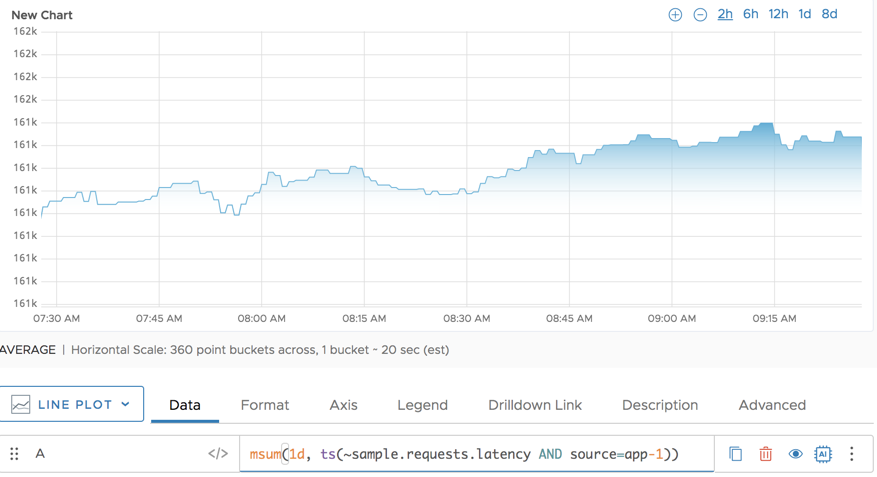 New Chart
2h 6h 12h 1d 8d
162k
162k
162k
162k
161k
161k
161k
161k
161k
161k
161k
161k
161k
07:30 AM 07:45 AM 08:00 AM 08:15 AM 08:30 AM 08:45 AM 09:00 AM 09:15 AM
AVERAGE | Horizontal Scale: 360 point buckets across, 1 bucket ~ 20 sec (est)
LINE PLOT Data Format Axis Legend Drilldown Link Description Advanced
A </> msum(1d, ts(~sample.requests.latency AND source=app-1)) AI